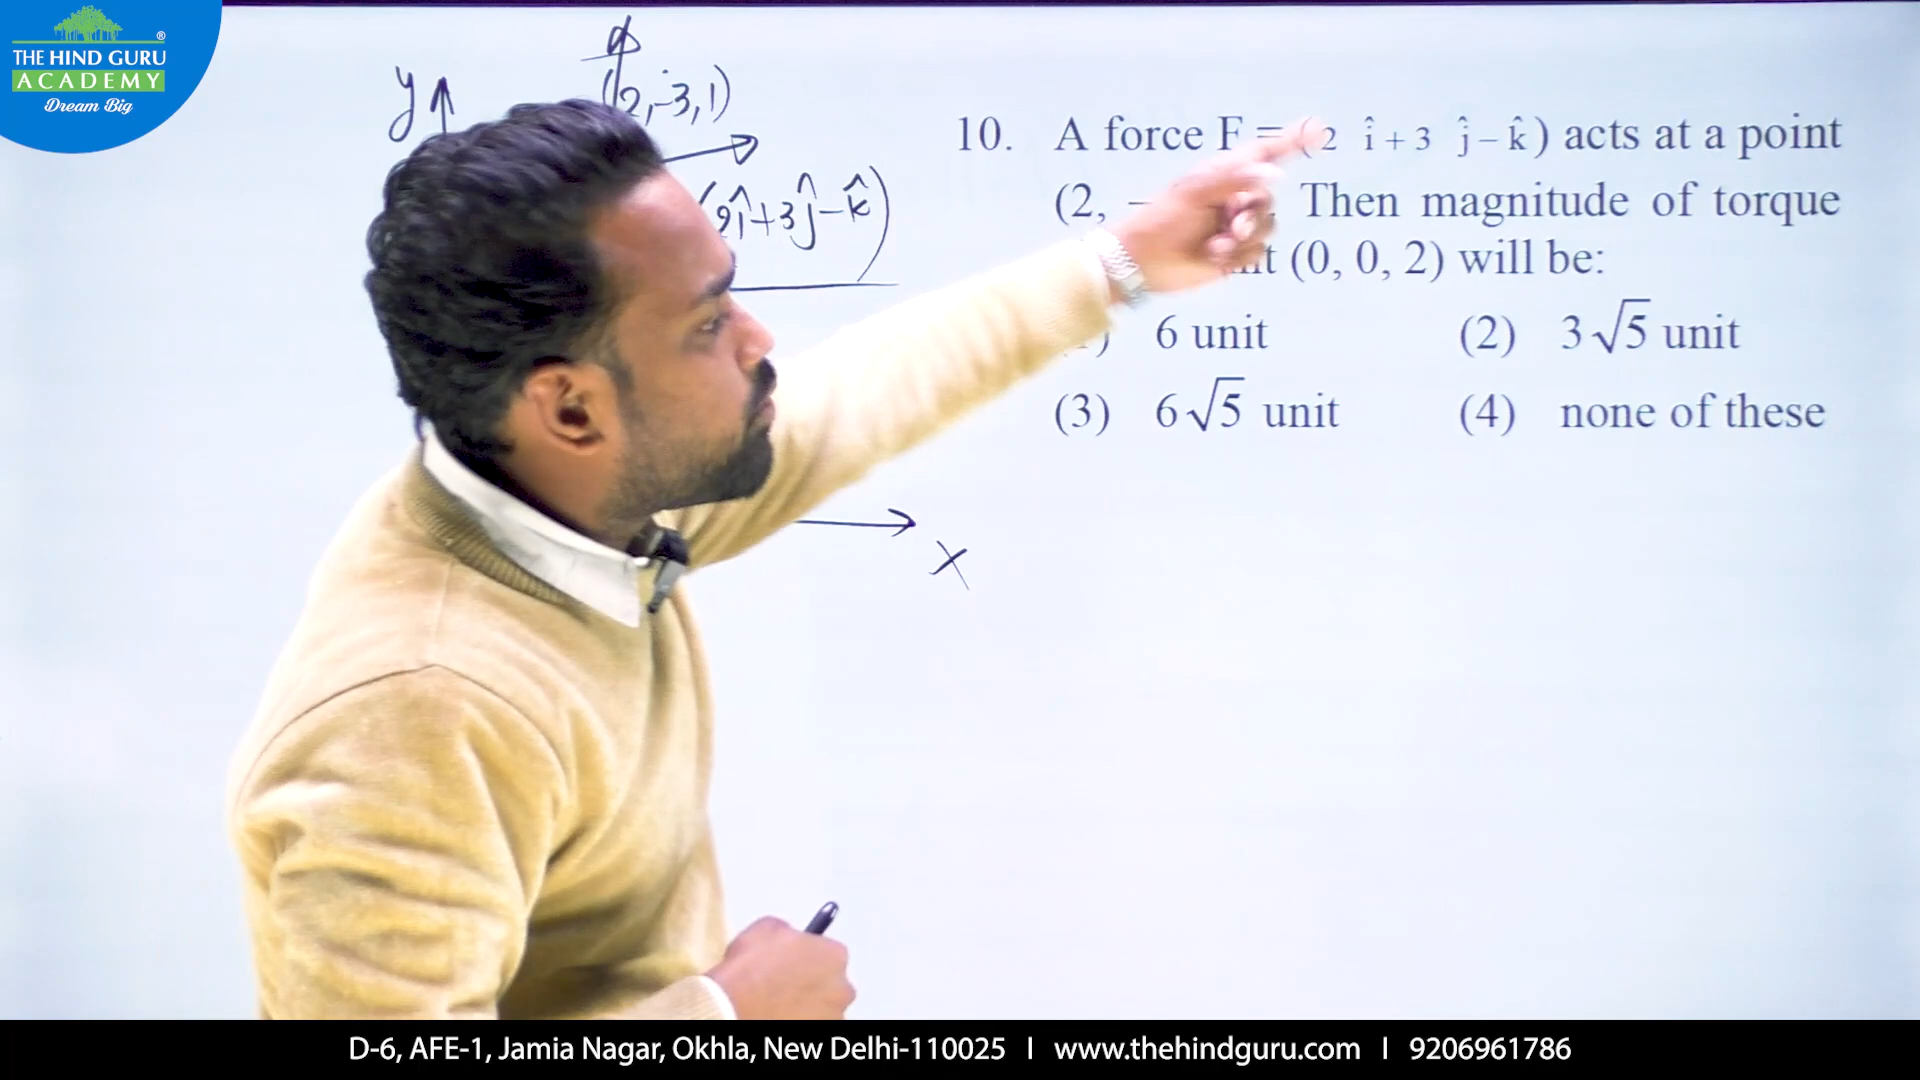 THE HIND GURU
®
ACADEMY
Dream Big
y
(2,-3,1)
(2î+3ĵ-k̂)
x
10. A force F = (2 î + 3 ĵ – k̂) acts at a point
(2, – . Then magnitude of torque
(0, 0, 2) will be:
) 6 unit (2) 3√5 unit
(3) 6√5 unit (4) none of these
D-6, AFE-1, Jamia Nagar, Okhla, New Delhi-110025 I www.thehindguru.com I 9206961786